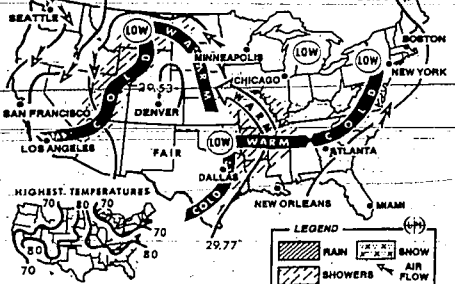 SEATTLE
BOSTON
LOW
WARM
MINNEAPOLIS
LOW
LOW
NEW YORK
COLD
CHICAGO
29.53
SAN FRANCISCO
DENVER
WARM
COLD
LOS ANGELES
FAIR
LOW
WARM
ATLANTA
DALLAS
COLD
NEW ORLEANS
MIAMI
HIGHEST TEMPERATURES
70
80
70
70
80
70
80
29.77
LEGEND
RAIN
SNOW
SHOWERS
AIR
FLOW